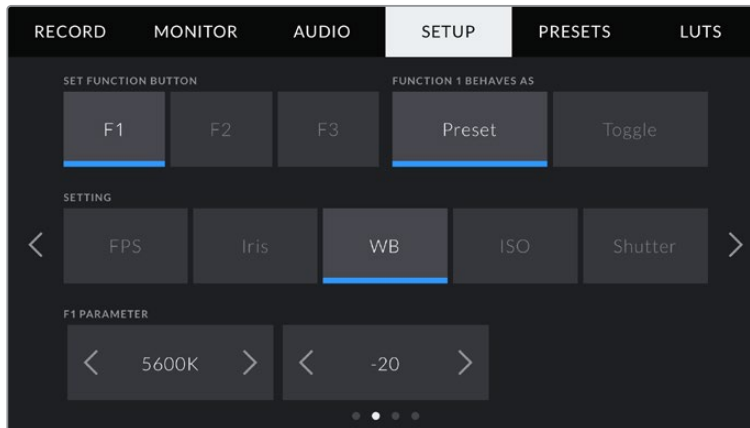 RECORD MONITOR AUDIO SETUP PRESETS LUTS
SET FUNCTION BUTTON FUNCTION 1 BEHAVES AS
F1 F2 F3 Preset Toggle
SETTING
FPS Iris WB ISO Shutter
F1 PARAMETER
5600K -20